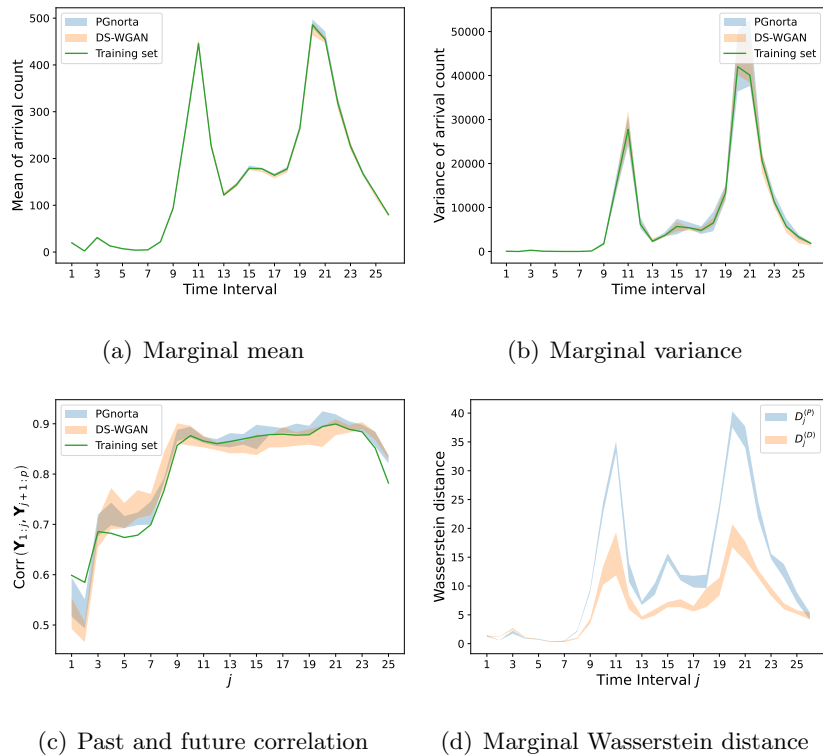 PGnorta
DS-WGAN
Training set
500
400
300
200
100
0
Mean of arrival count
1 3 5 7 9 11 13 15 17 19 21 23 25
Time Interval
(a) Marginal mean
PGnorta
DS-WGAN
Training set
50000
40000
30000
20000
10000
0
Variance of arrival count
1 3 5 7 9 11 13 15 17 19 21 23 25
Time interval
(b) Marginal variance
PGnorta
DS-WGAN
Training set
0.9
0.8
0.7
0.6
0.5
Corr (Y_{1:j}, Y_{j+1:p})
1 3 5 7 9 11 13 15 17 19 21 23 25
j
(c) Past and future correlation
D_j^{(P)}
D_j^{(D)}
40
35
30
25
20
15
10
5
0
Wasserstein distance
1 3 5 7 9 11 13 15 17 19 21 23 25
Time Interval j
(d) Marginal Wasserstein distance